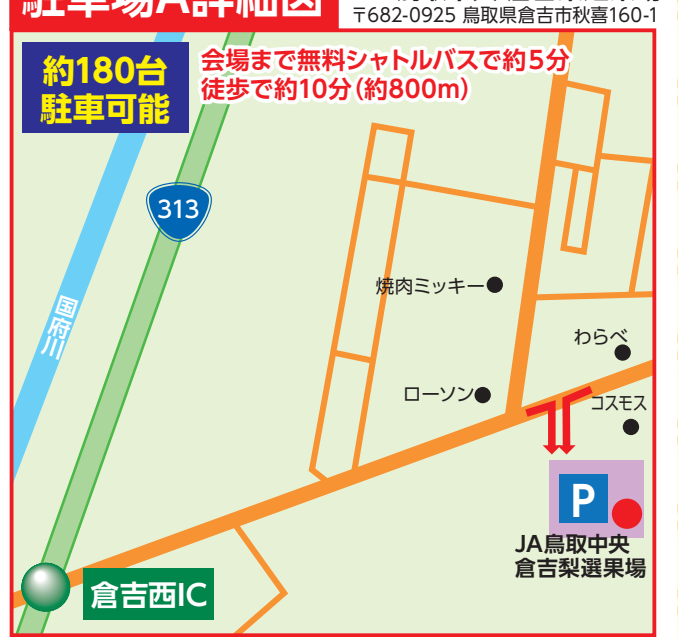 駐車場A詳細図
〒682-0925 鳥取県倉吉市秋喜160-1
約180台
駐車可能
会場まで無料シャトルバスで約5分
徒歩で約10分(約800m)
313
国府川
焼肉ミッキー
わらべ
ローソン
コスモス
P
JA鳥取中央
倉吉梨選果場
倉吉西IC